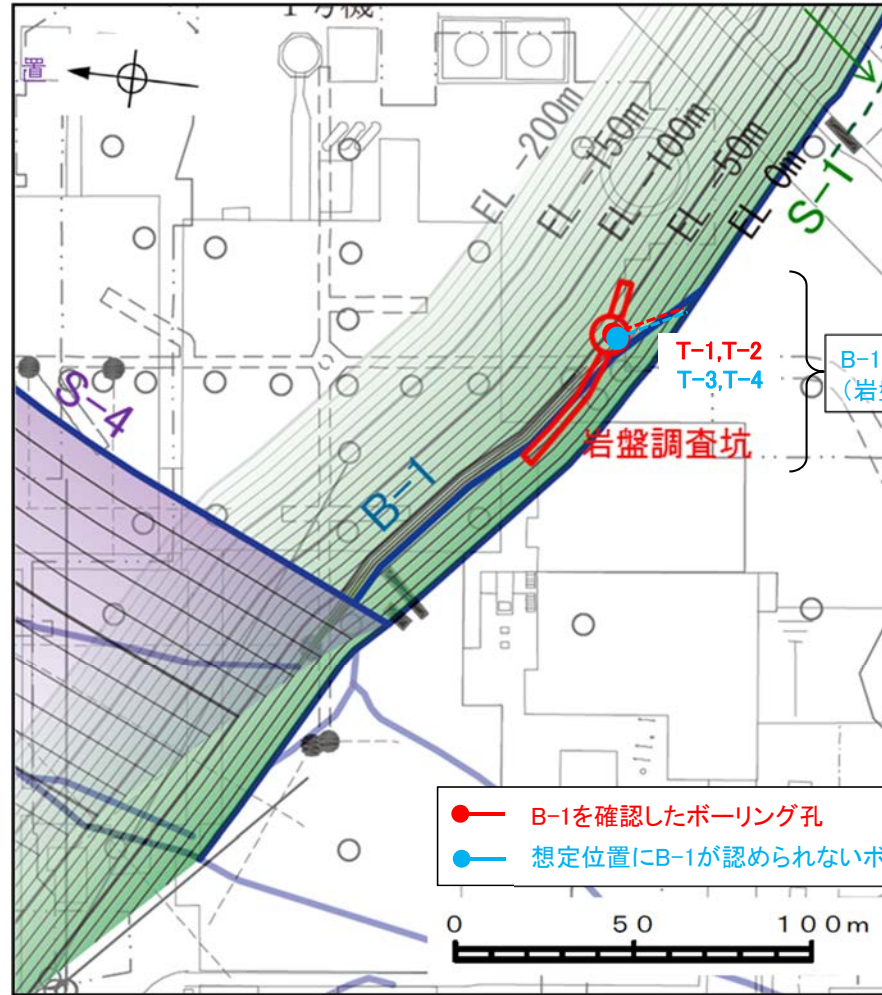 １号機
置
EL -200m
EL -150m
EL -100m
EL -50m
EL 0m
S-1
T-1,T-2
T-3,T-4
B-1
（岩
S-4
岩盤調査坑
B-1
B-1を確認したボーリング孔
想定位置にB-1が認められないボ
0 50 100m